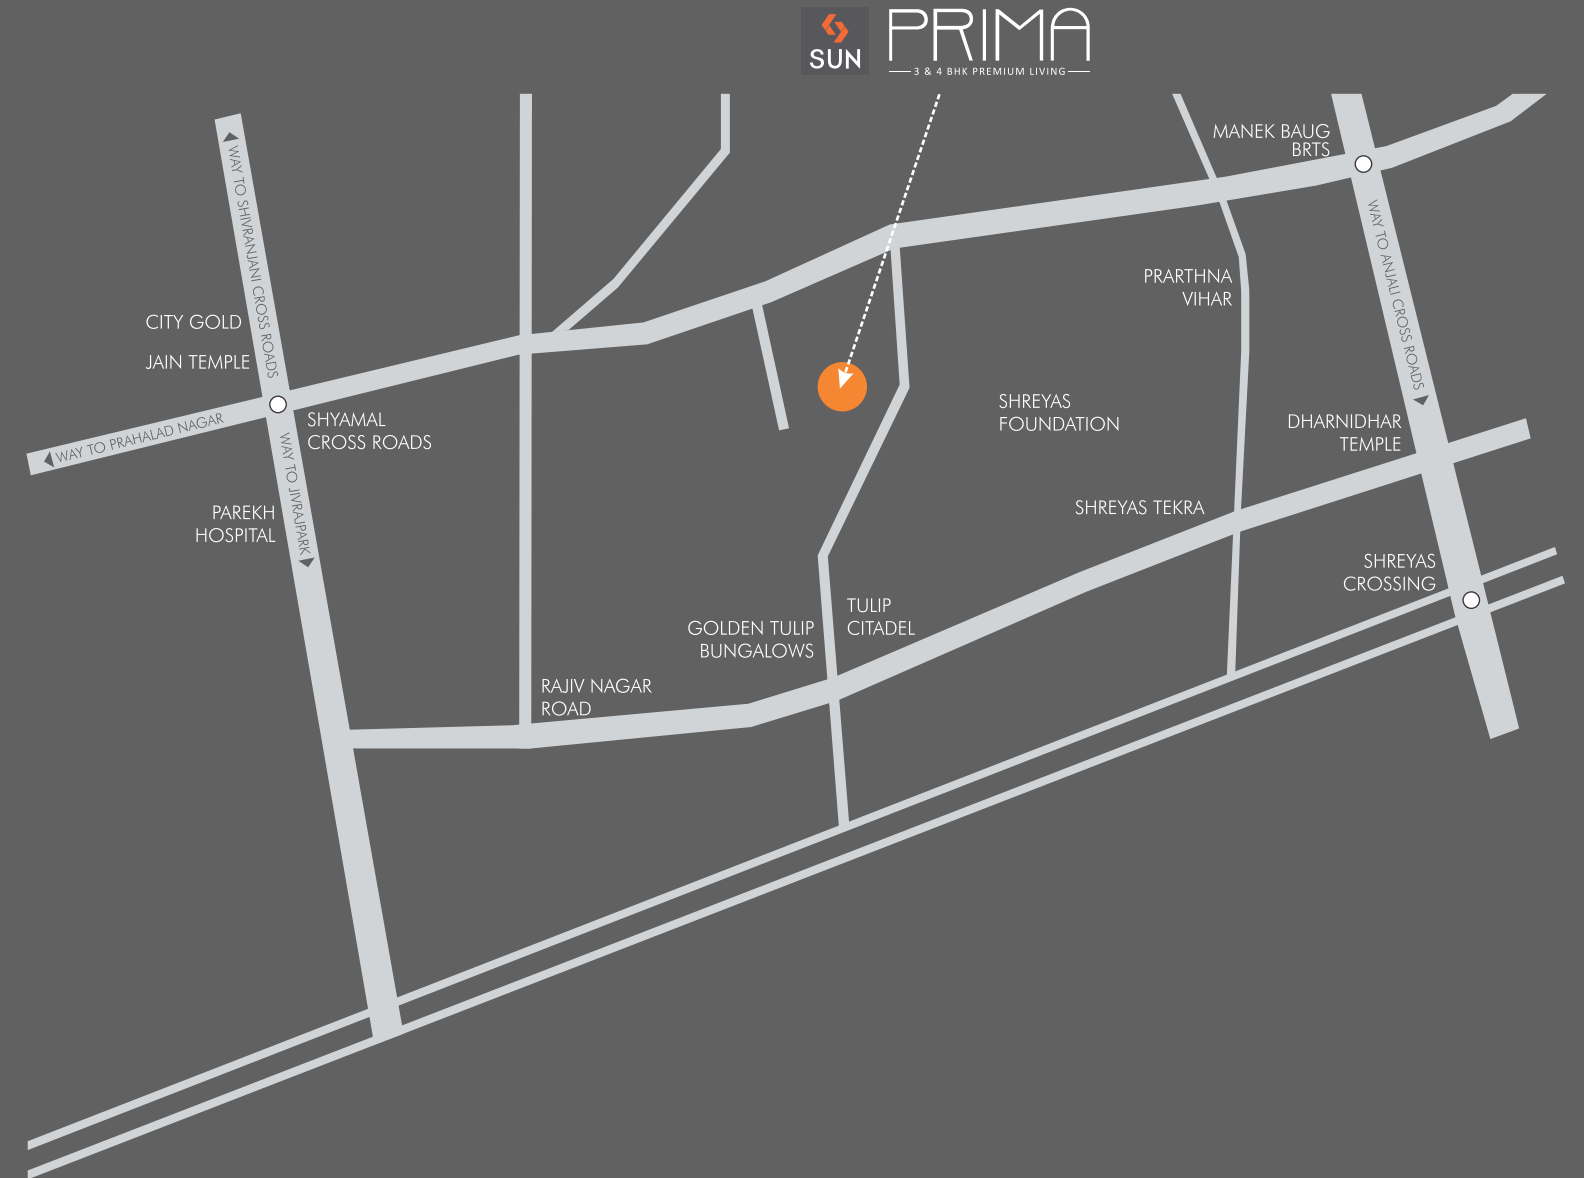 SUN
PRIMA
3 & 4 BHK PREMIUM LIVING
MANEK BAUG
BRTS
WAY TO SHIVRANJANI CROSS ROADS
WAY TO ANJALI CROSS ROADS
PRARTHNA
VIHAR
CITY GOLD
JAIN TEMPLE
SHYAMAL
CROSS ROADS
WAY TO PRAHALAD NAGAR
WAY TO JIVRAJPARK
SHREYAS
FOUNDATION
DHARNIDHAR
TEMPLE
PAREKH
HOSPITAL
SHREYAS TEKRA
SHREYAS
CROSSING
TULIP
CITADEL
GOLDEN TULIP
BUNGALOWS
RAJIV NAGAR
ROAD